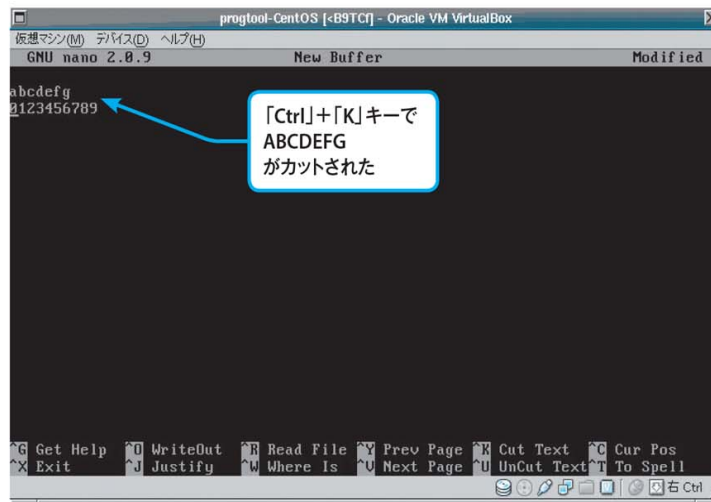 progtool-CentOS [<B9TCf] - Oracle VM VirtualBox
仮想マシン(M) デバイス(D) ヘルプ(H)
GNU nano 2.0.9 New Buffer Modified
abcdefg
0123456789
「Ctrl」+「K」キーで
ABCDEFG
がカットされた
^G Get Help ^O WriteOut ^R Read File ^Y Prev Page ^K Cut Text ^C Cur Pos
^X Exit ^J Justify ^W Where Is ^V Next Page ^U UnCut Text ^T To Spell
右 Ctrl